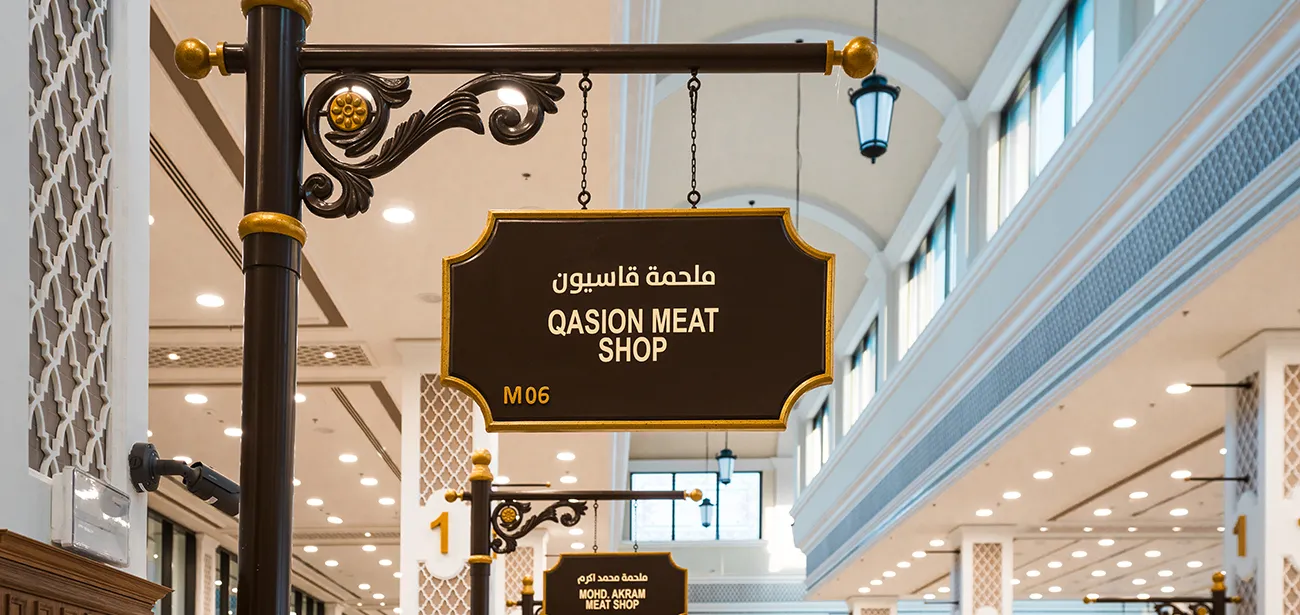 ملحمة قاسيون
QASION MEAT
SHOP
M06
1
ملحمة محمد اكرم
MOHD. AKRAM
MEAT SHOP
1